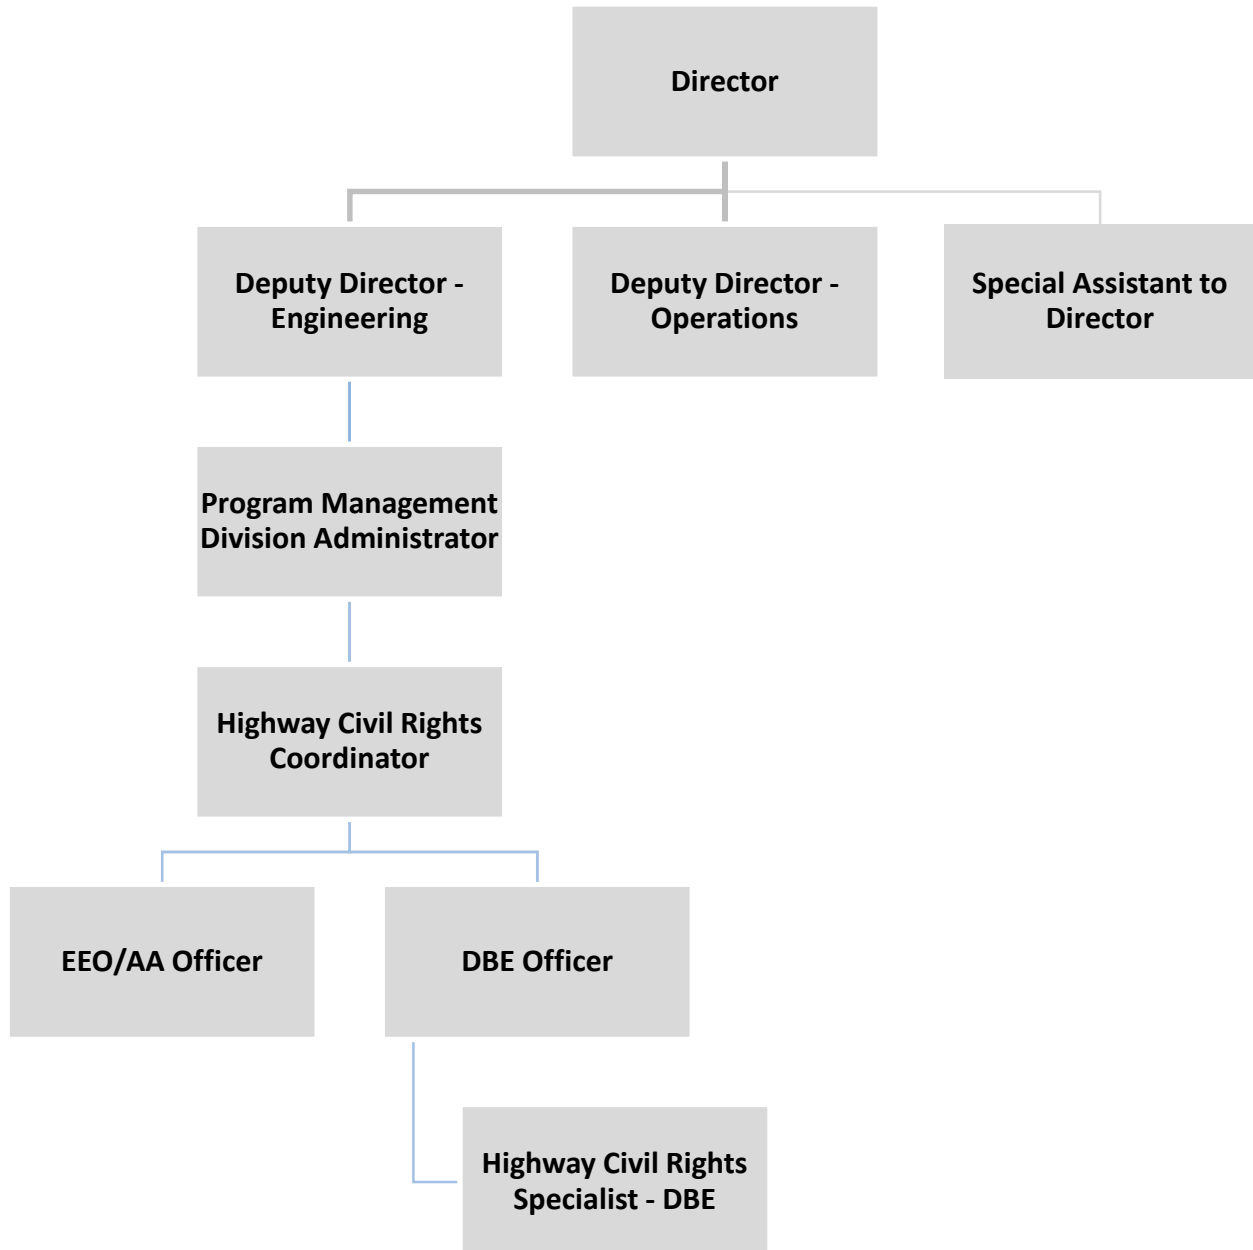 Director
Deputy Director -
Engineering
Deputy Director -
Operations
Special Assistant to
Director
Program Management
Division Administrator
Highway Civil Rights
Coordinator
EEO/AA Officer
DBE Officer
Highway Civil Rights
Specialist - DBE